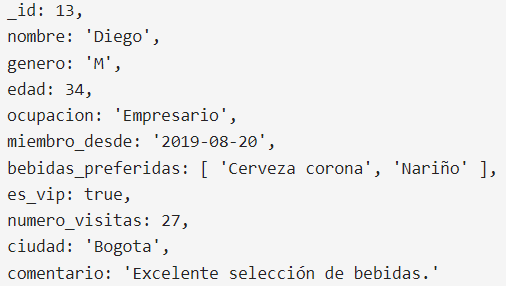 _id: 13,
nombre: 'Diego',
genero: 'M',
edad: 34,
ocupacion: 'Empresario',
miembro_desde: '2019-08-20',
bebidas_preferidas: [ 'Cerveza corona', 'Nariño' ],
es_vip: true,
numero_visitas: 27,
ciudad: 'Bogota',
comentario: 'Excelente selección de bebidas.'